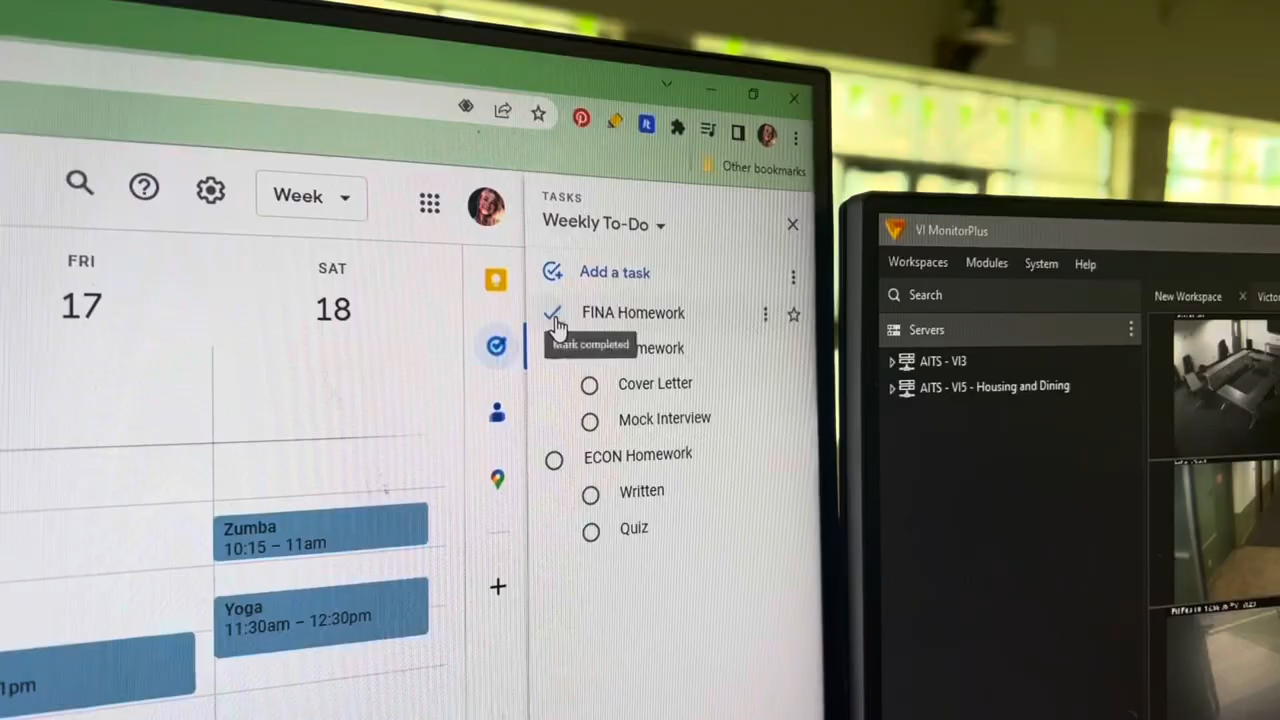 Other bookmarks
Week
TASKS
Weekly To-Do
Add a task
FINA Homework
Mark completed
mework
Cover Letter
Mock Interview
ECON Homework
Written
Quiz
FRI
17
SAT
18
Zumba
10:15 – 11am
Yoga
11:30am – 12:30pm
1pm
VI MonitorPlus
Workspaces Modules System Help
Search
Servers
AITS - VI3
AITS - VI5 - Housing and Dining
New Workspace X Victor